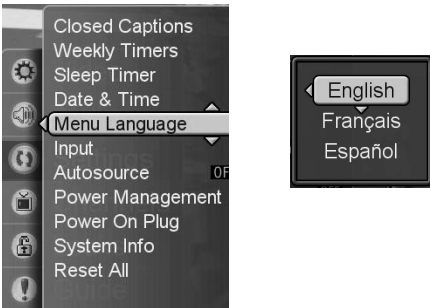 Closed Captions
Weekly Timers
Sleep Timer
Date & Time
Menu Language
Input
Autosource
Power Management
Power On Plug
System Info
Reset All
Guide
English
Français
Español